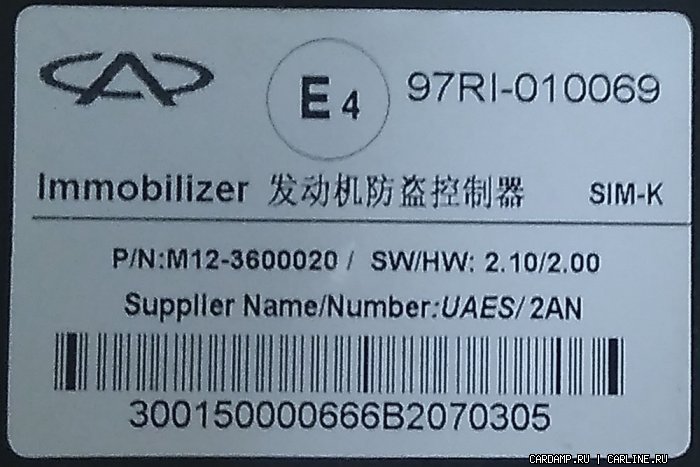 E4 97RI-010069
Immobilizer 发动机防盗控制器 SIM-K
P/N:M12-3600020 / SW/HW: 2.10/2.00
Supplier Name/Number:UAES/ 2AN
300150000666B2070305
CARDAMP.RU | CARLINE.RU